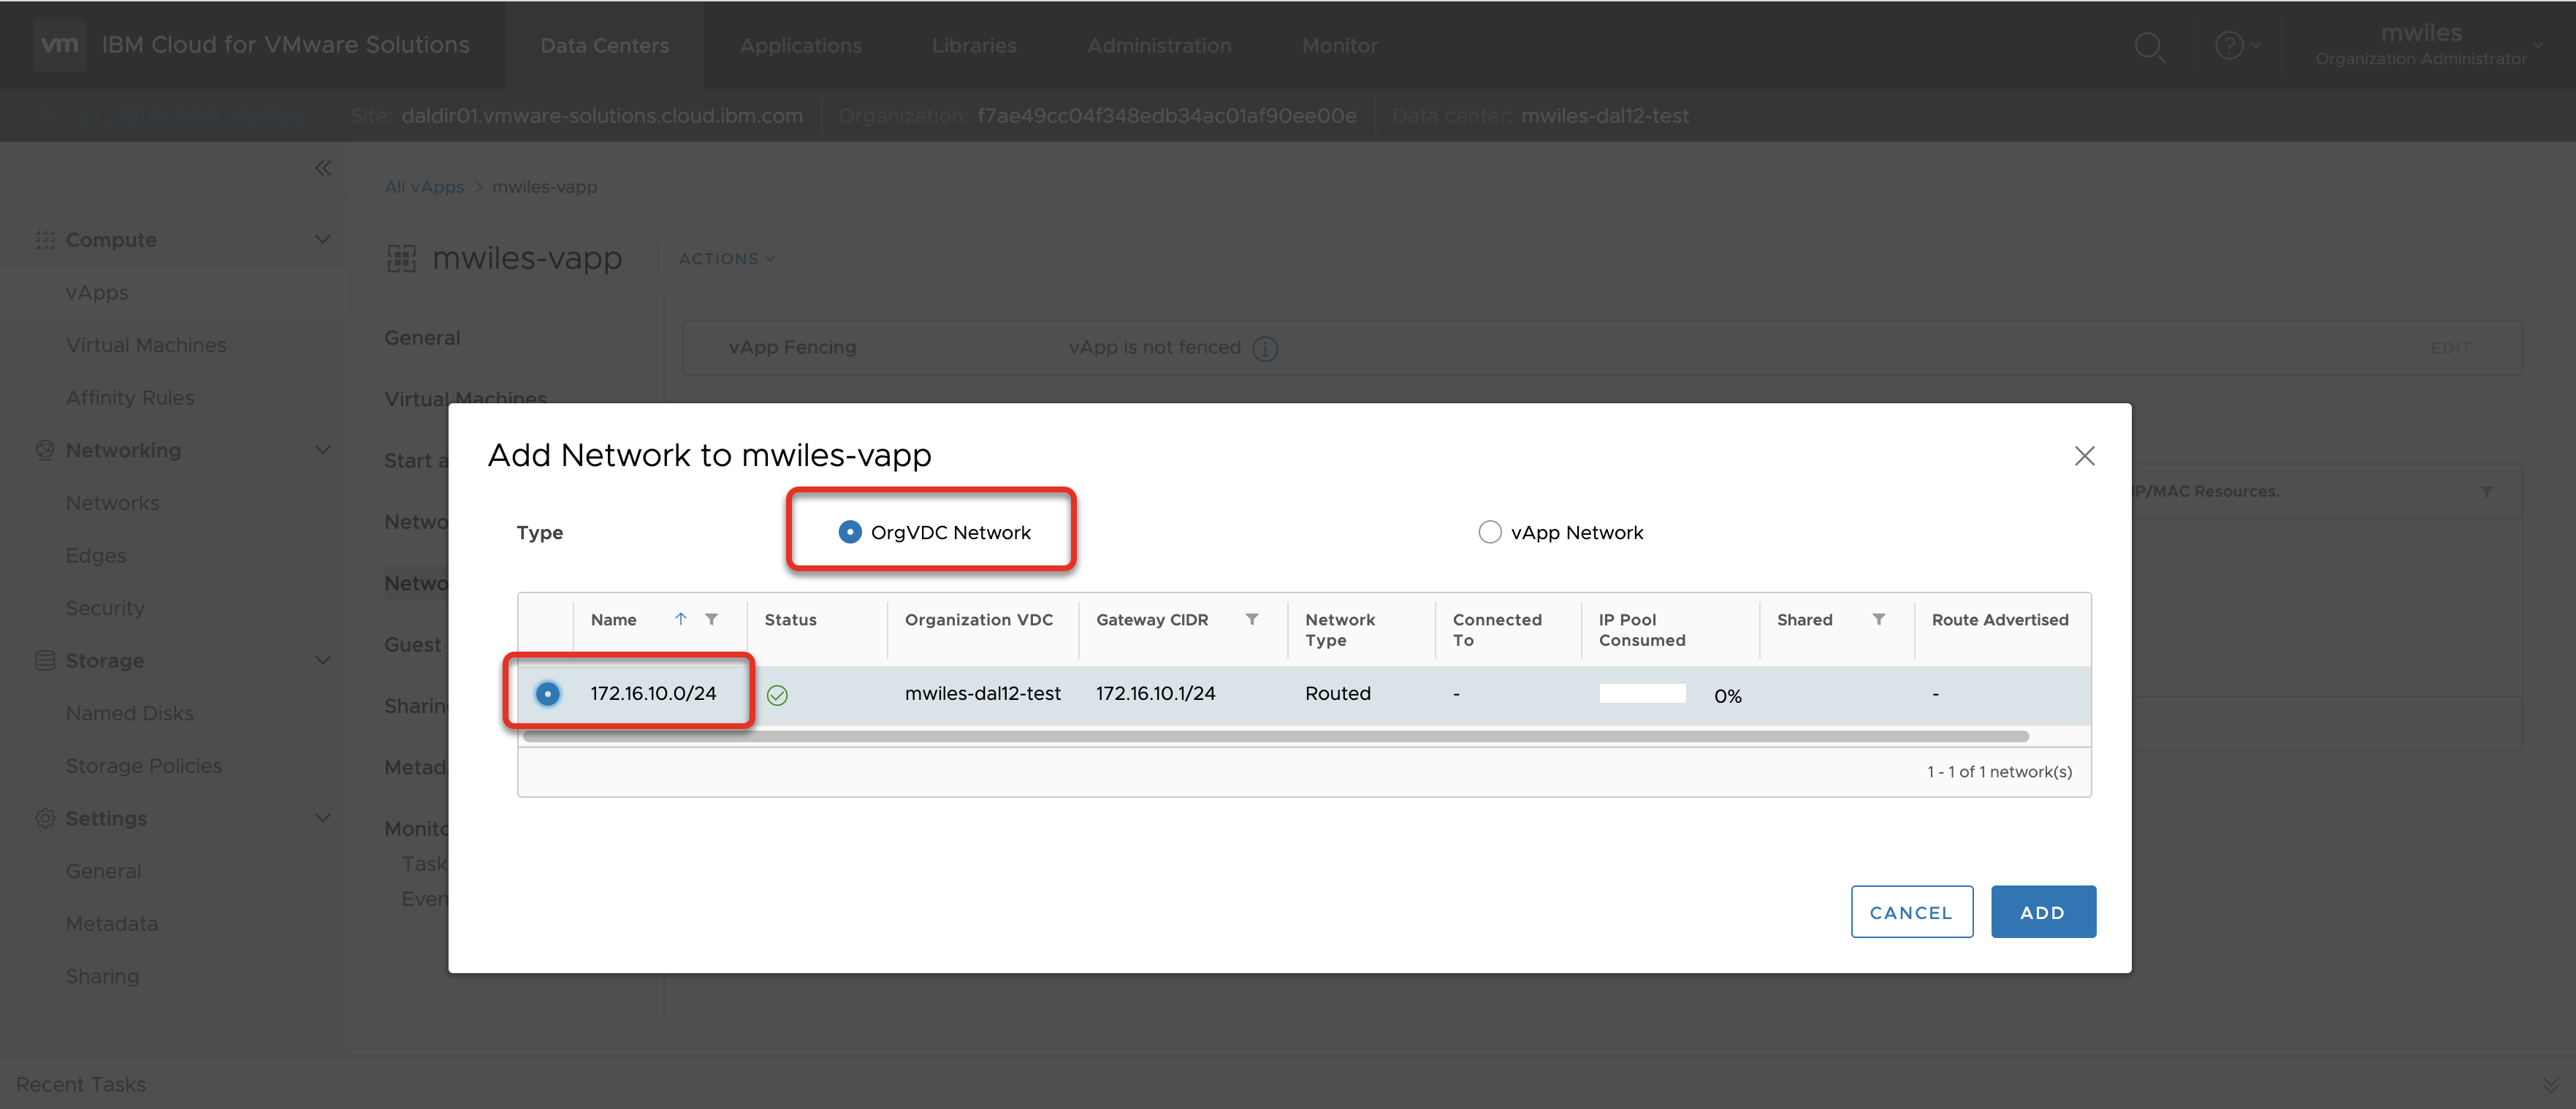 vm IBM Cloud for VMware Solutions Data Centers Applications Libraries Administration Monitor mwiles
Organization Administrator
All virtual data centers Site: daldir01.vmware-solutions.cloud.ibm.com Organization: f7ae49cc04f348edb34ac01af90ee00e Data center: mwiles-dal12-test
All vApps > mwiles-vapp
mwiles-vapp ACTIONS
Compute
vApps
Virtual Machines
Affinity Rules
Networking
Networks
Edges
Security
Storage
Named Disks
Storage Policies
Settings
General
Metadata
Sharing
General
Virtual Machines
Start a
Netwo
Netwo
Guest
Sharin
Metad
Monito
Task
Even
vApp Fencing vApp is not fenced EDIT
IP/MAC Resources.
Add Network to mwiles-vapp
Type OrgVDC Network vApp Network
Name Status Organization VDC Gateway CIDR Network Type Connected To IP Pool Consumed Shared Route Advertised
172.16.10.0/24 mwiles-dal12-test 172.16.10.1/24 Routed - 0% -
1 - 1 of 1 network(s)
CANCEL ADD
Recent Tasks